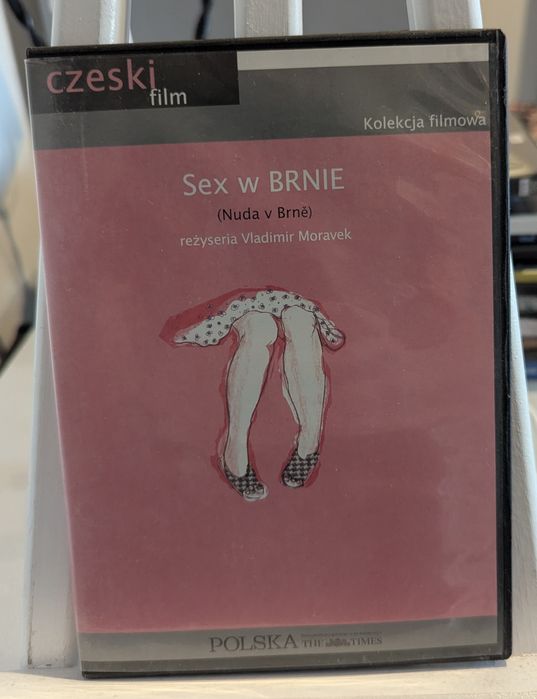 czeski
film
Kolekcja filmowa
Sex w BRNIE
(Nuda v Brně)
reżyseria Vladimir Moravek
POLSKA THE TIMES